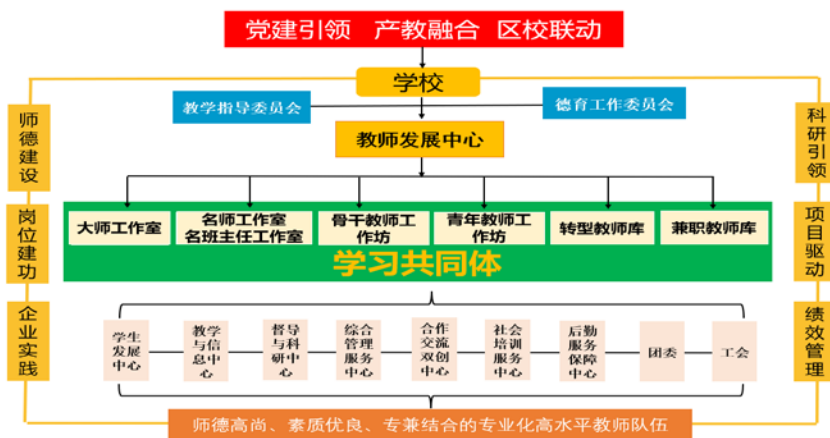 党建引领 产教融合 区校联动
学校
教学指导委员会
德育工作委员会
教师发展中心
师德建设
岗位建功
企业实践
科研引领
项目驱动
绩效管理
大师工作室
名师工作室
名班主任工作室
骨干教师工
作坊
青年教师工
作坊
转型教师库
兼职教师库
学习共同体
学生
发展
中心
教学
与信
息中
心
督导
与科
研中
心
综合
管理
服务
中心
合作
交流
双创
中心
社会
培训
服务
中心
后勤
服务
保障
中心
团委
工会
师德高尚、素质优良、专兼结合的专业化高水平教师队伍